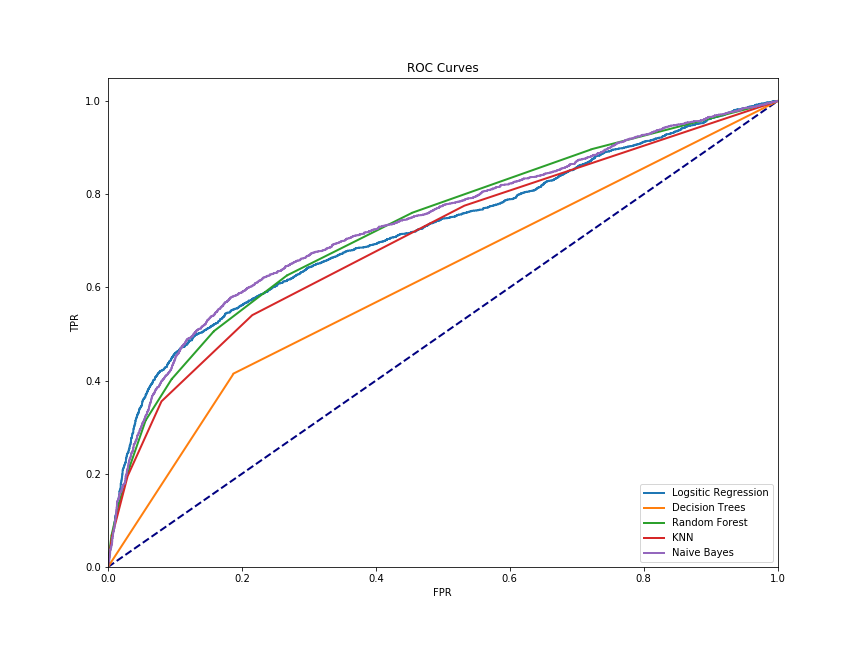 ROC Curves
1.0
0.8
0.6
0.4
0.2
0.0
TPR
0.0 0.2 0.4 0.6 0.8 1.0
FPR
Logsitic Regression
Decision Trees
Random Forest
KNN
Naive Bayes